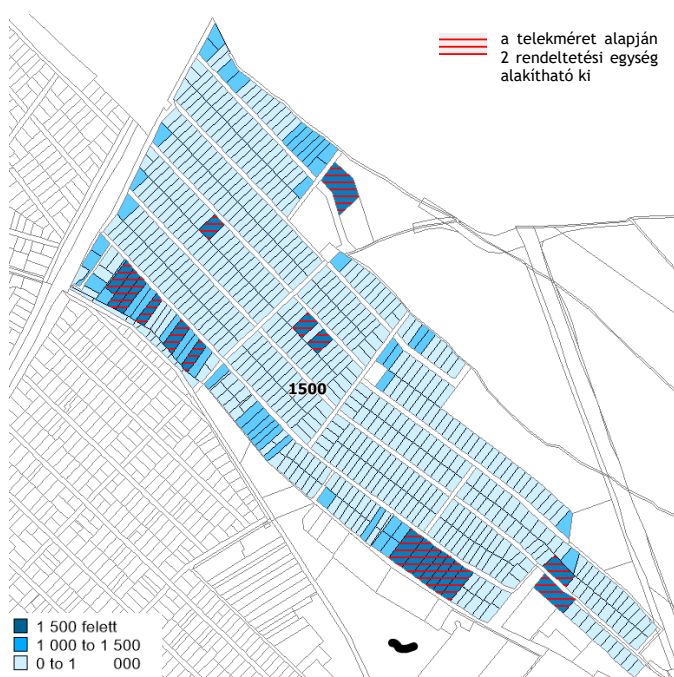 a telekméret alapján
2 rendeltetési egység
alakítható ki
1500
1 500 felett
1 000 to 1 500
0 to 1 000